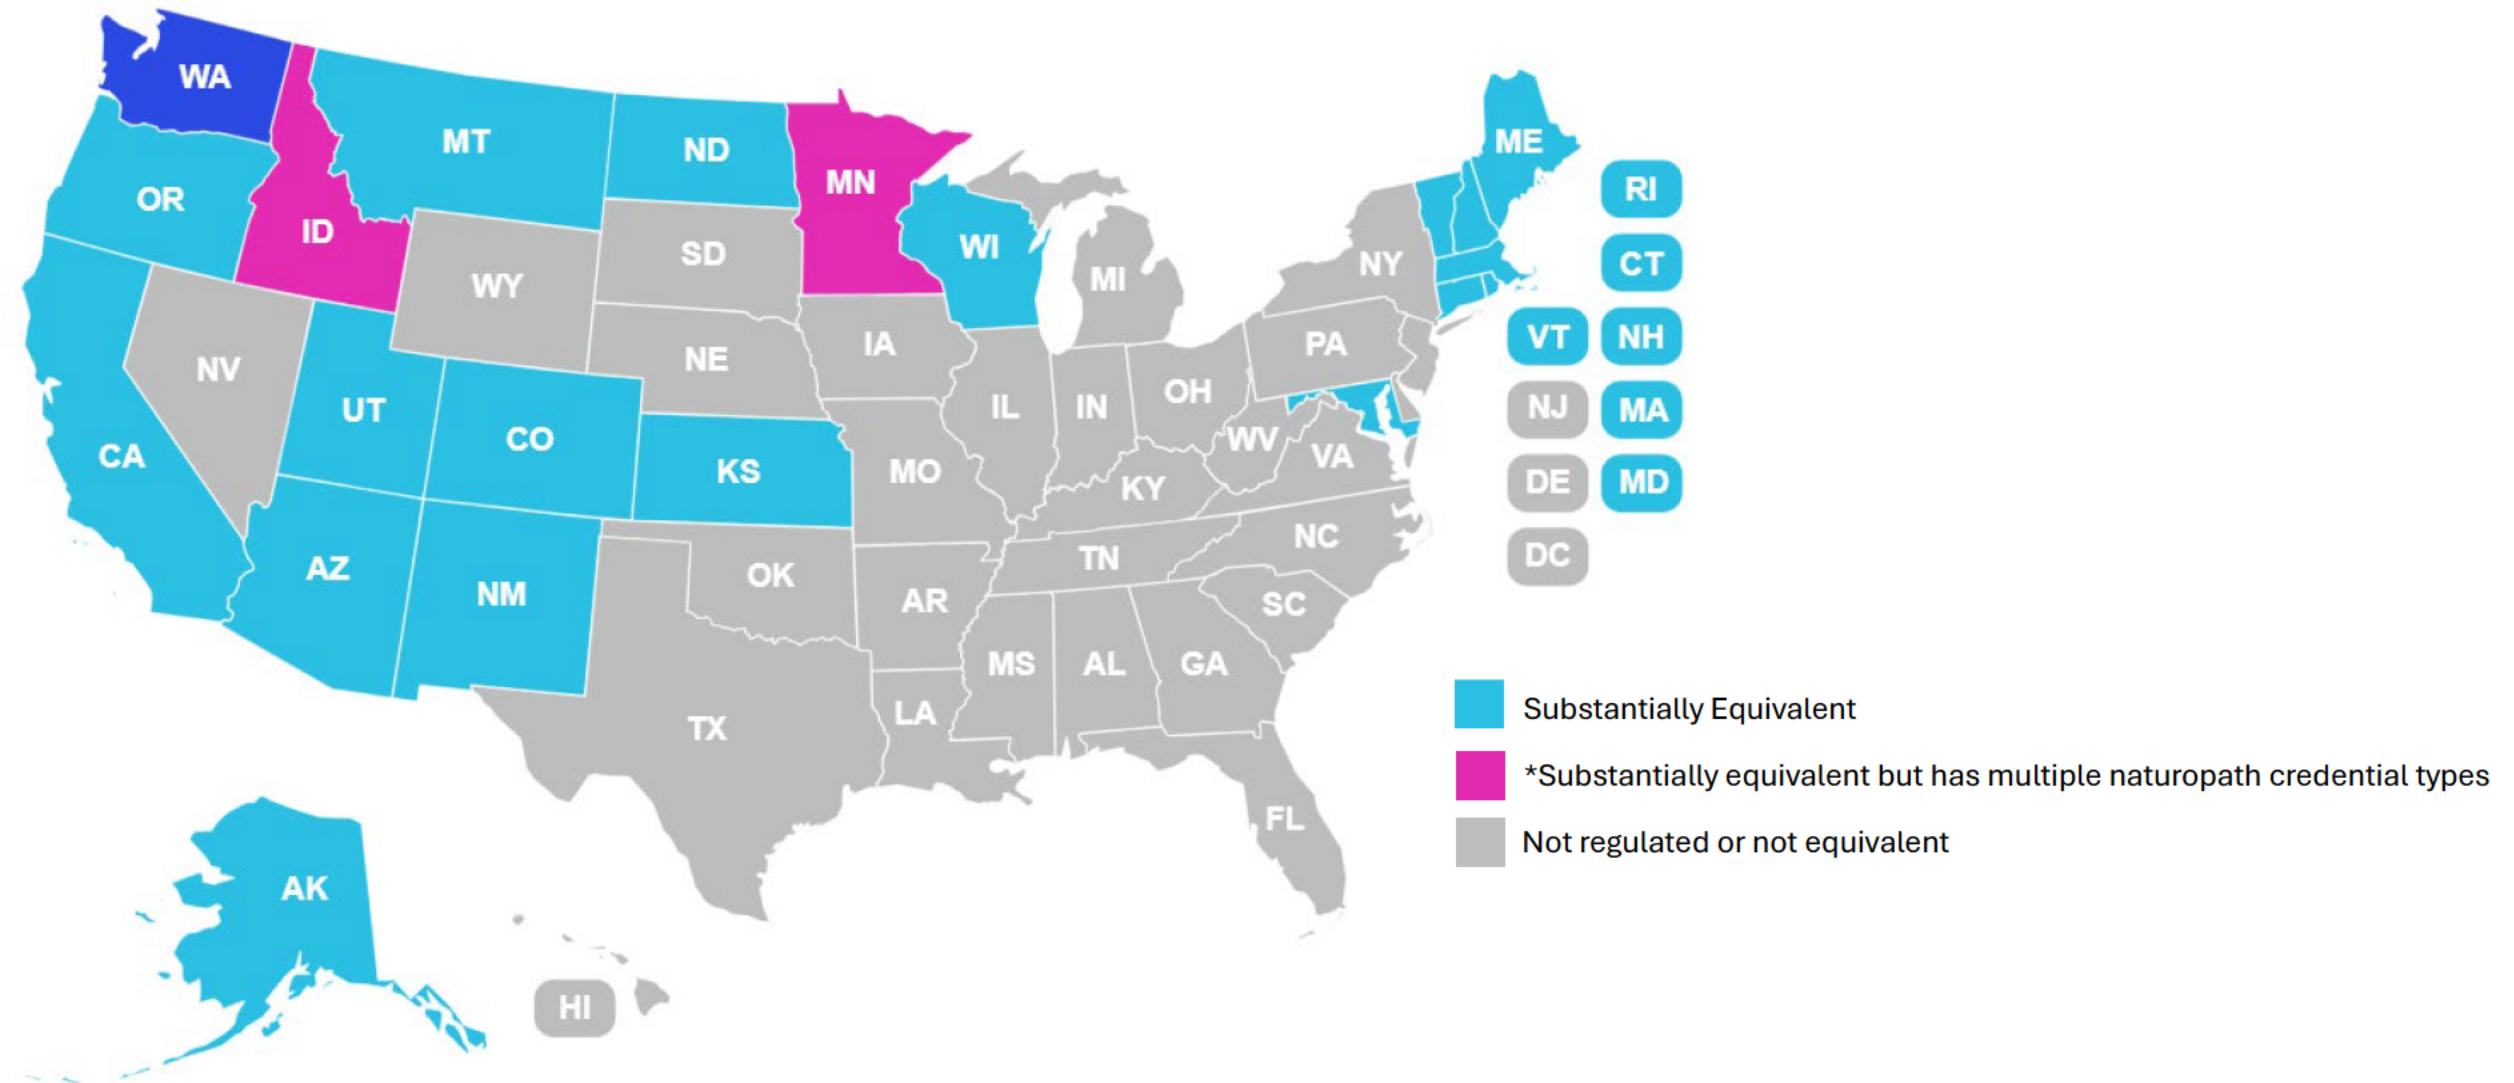 WA
MT
ND
MN
ME
OR
ID
SD
WI
MI
NY
RI
CT
WY
NV
NE
IA
PA
VT
NH
UT
CO
IL
IN
OH
NJ
MA
CA
KS
MO
WV
VA
KY
DE
MD
AZ
NM
OK
AR
TN
NC
DC
SC
MS
AL
GA
TX
LA
FL
AK
HI
Substantially Equivalent
*Substantially equivalent but has multiple naturopath credential types
Not regulated or not equivalent